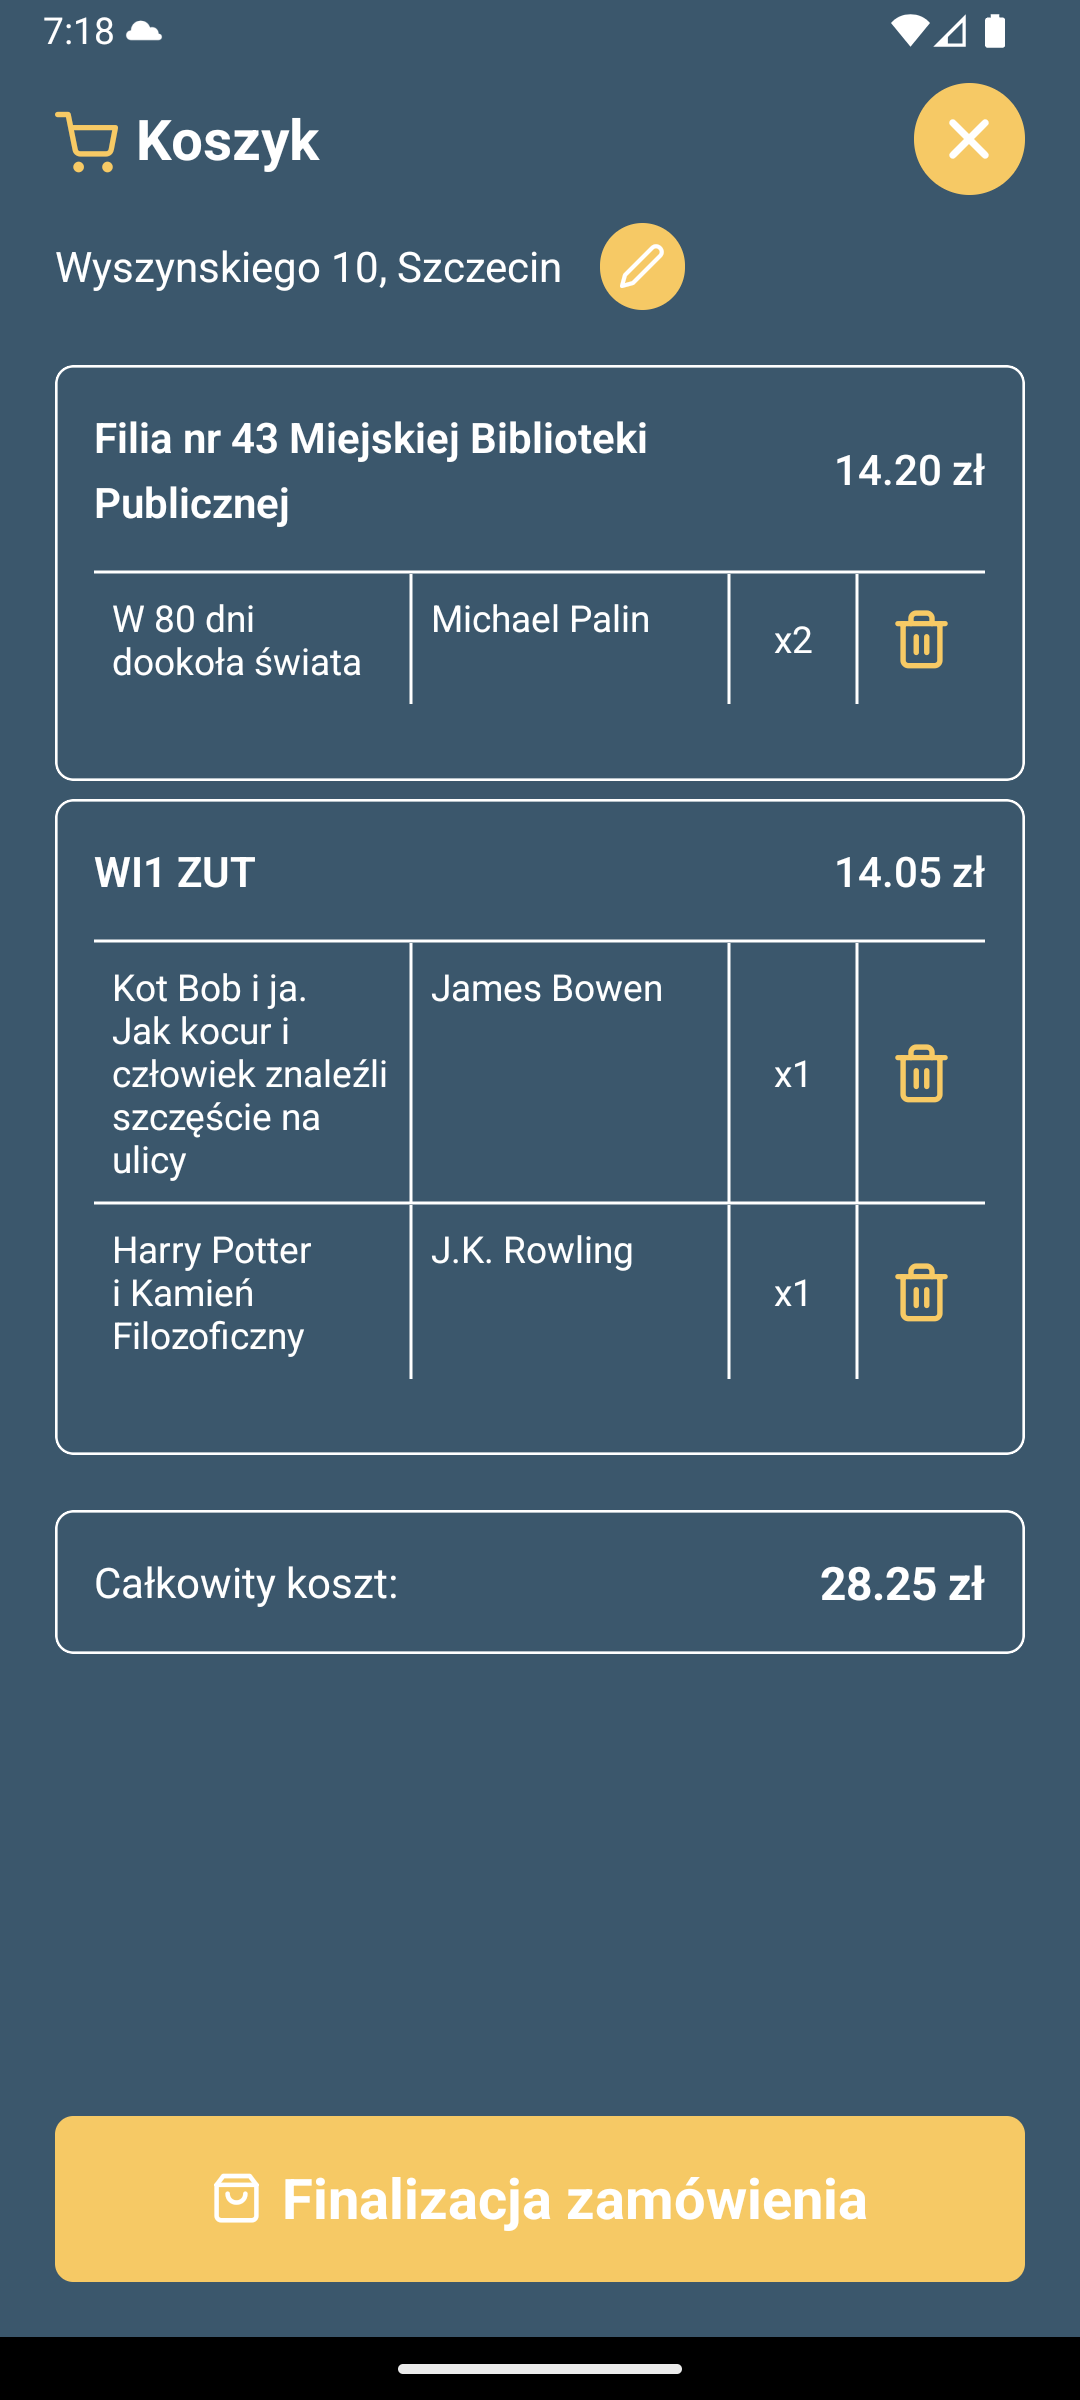 7:18
Koszyk
Wyszynskiego 10, Szczecin
Filia nr 43 Miejskiej Biblioteki
Publicznej
14.20 zł
W 80 dni
dookoła świata
Michael Palin
x2
WI1 ZUT
14.05 zł
Kot Bob i ja.
Jak kocur i
człowiek znaleźli
szczęście na
ulicy
James Bowen
x1
Harry Potter
i Kamień
Filozoficzny
J.K. Rowling
x1
Całkowity koszt:
28.25 zł
Finalizacja zamówienia